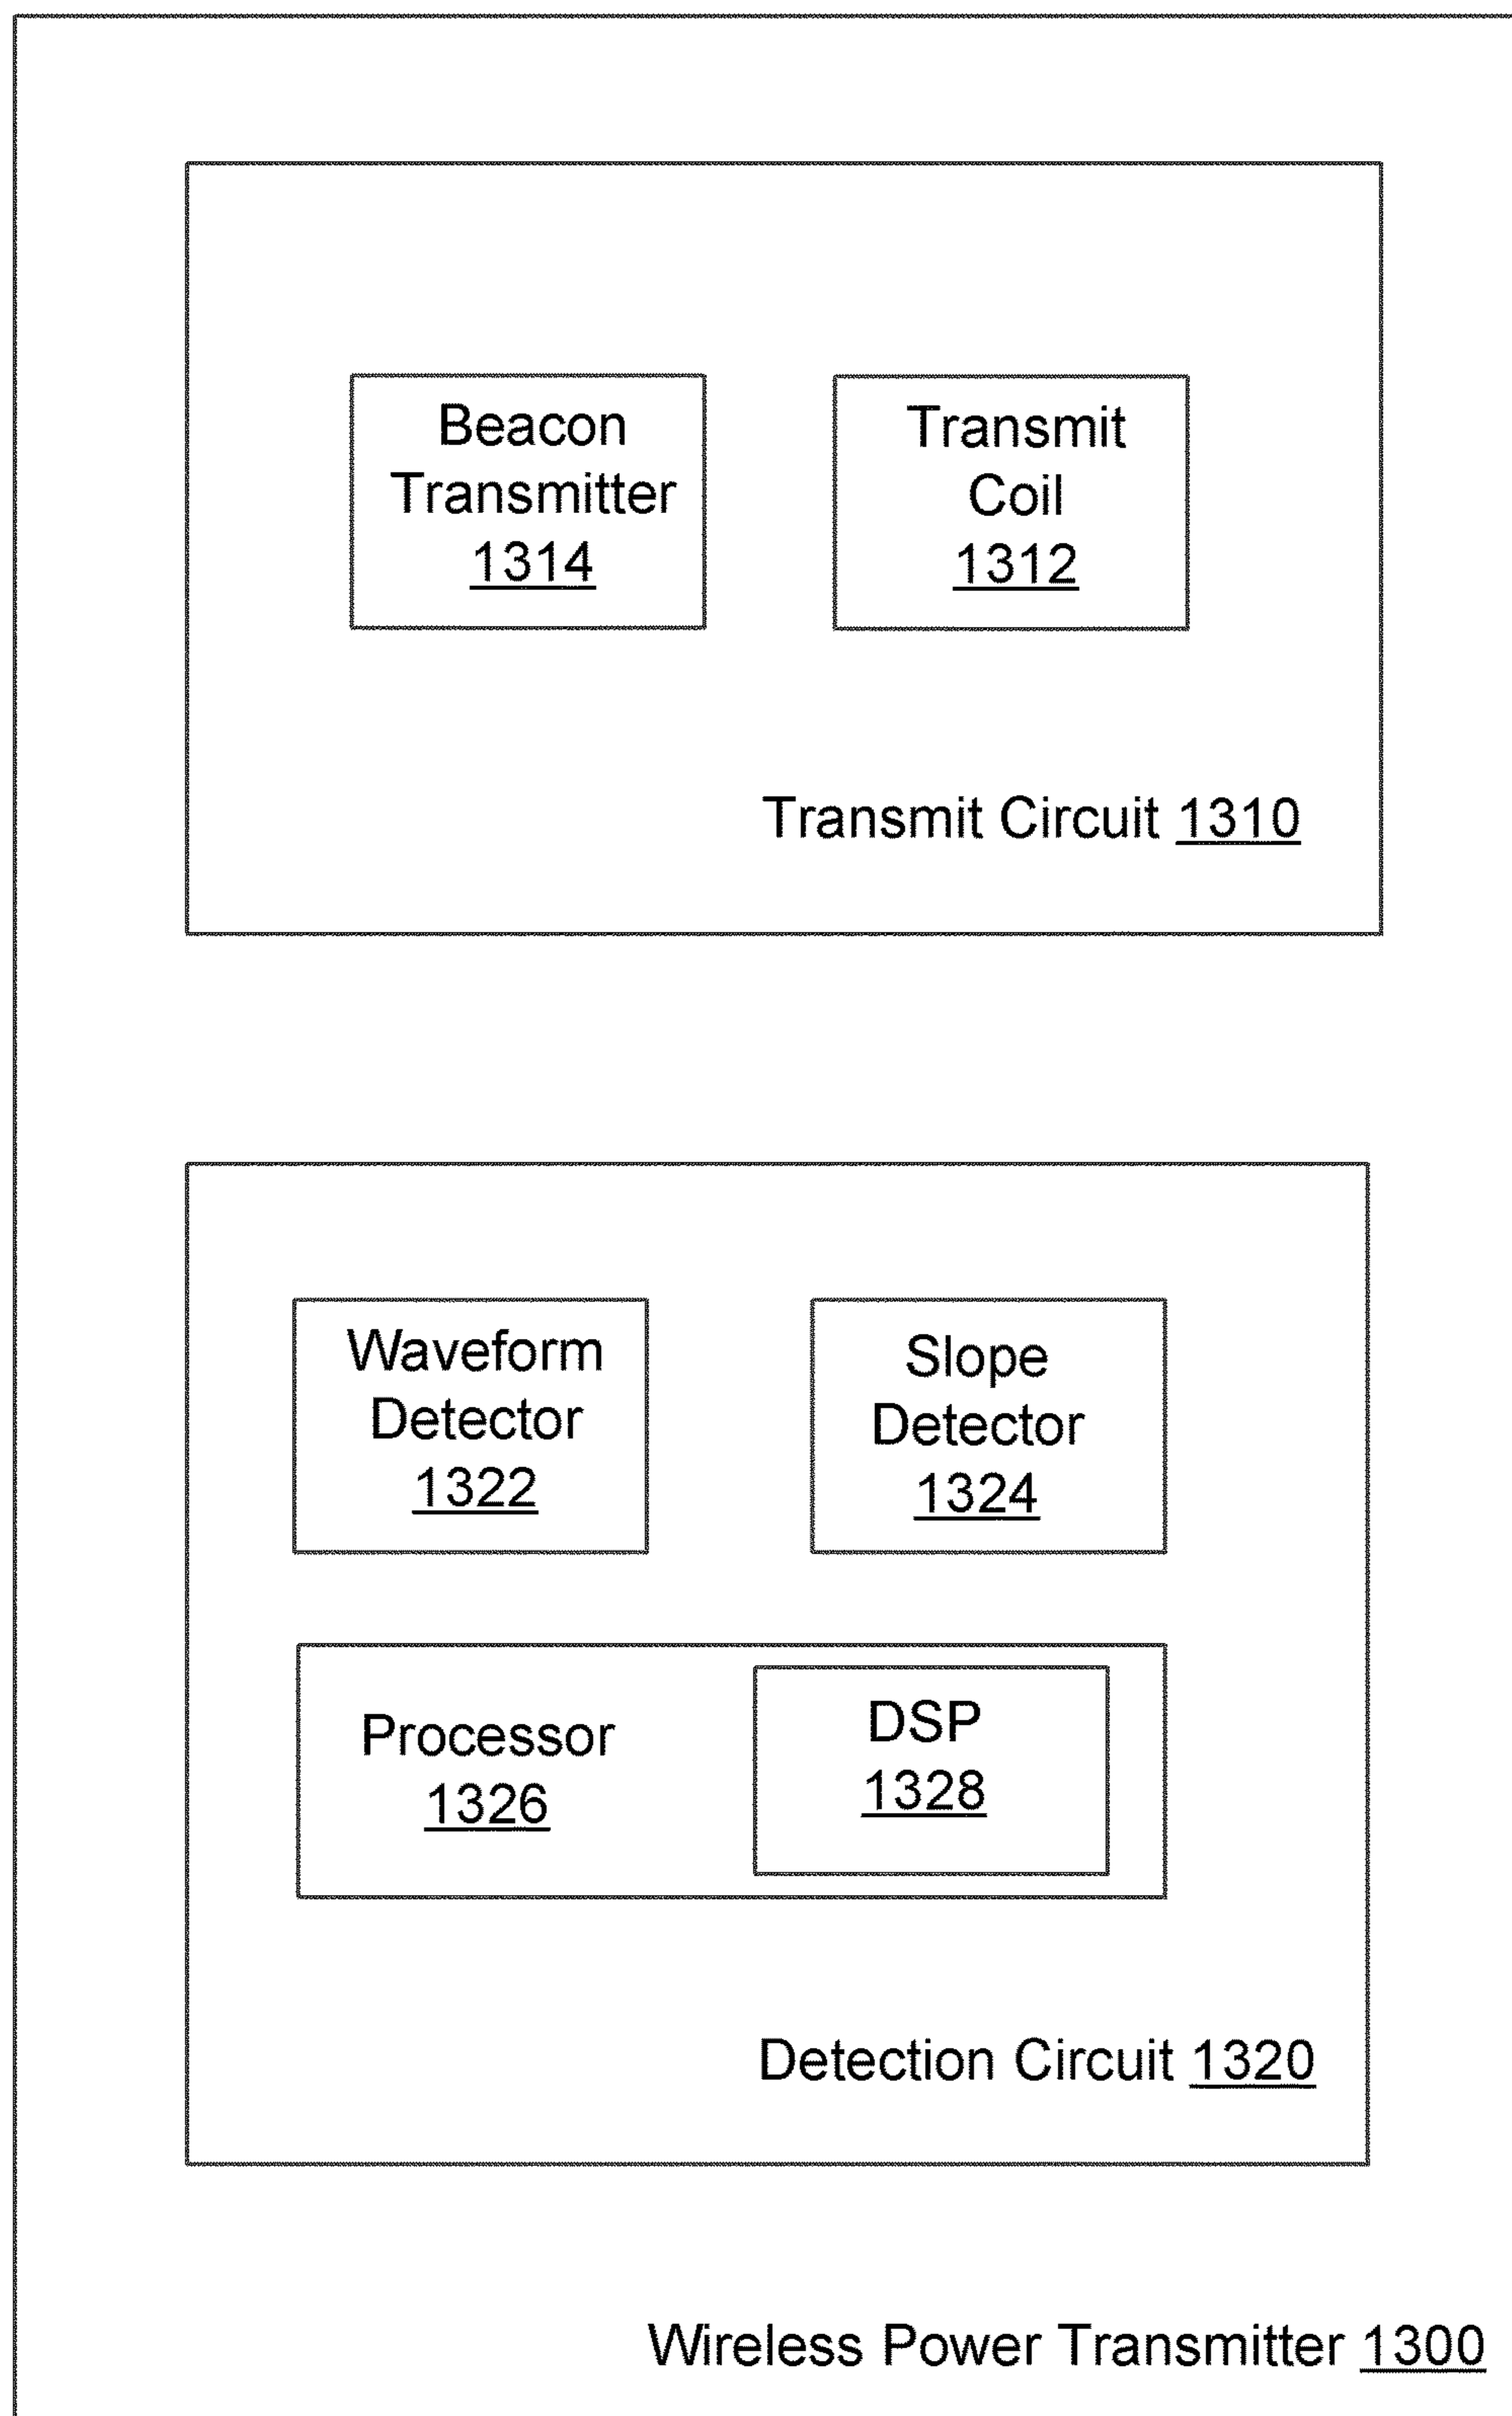 Beacon
Transmitter
1314
Transmit
Coil
1312
Transmit Circuit 1310
Waveform
Detector
1322
Slope
Detector
1324
Processor
1326
DSP
1328
Detection Circuit 1320
Wireless Power Transmitter 1300